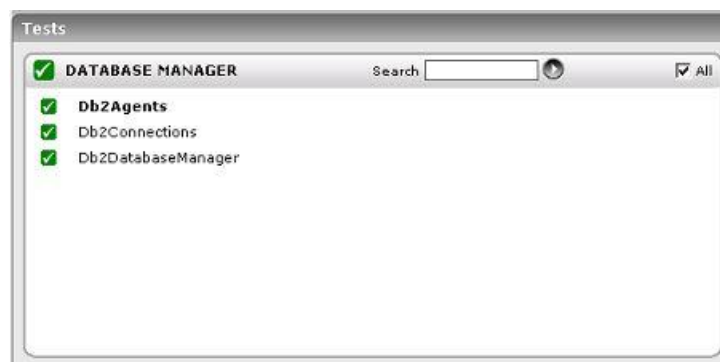 Tests
DATABASE MANAGER Search All
Db2Agents
Db2Connections
Db2DatabaseManager